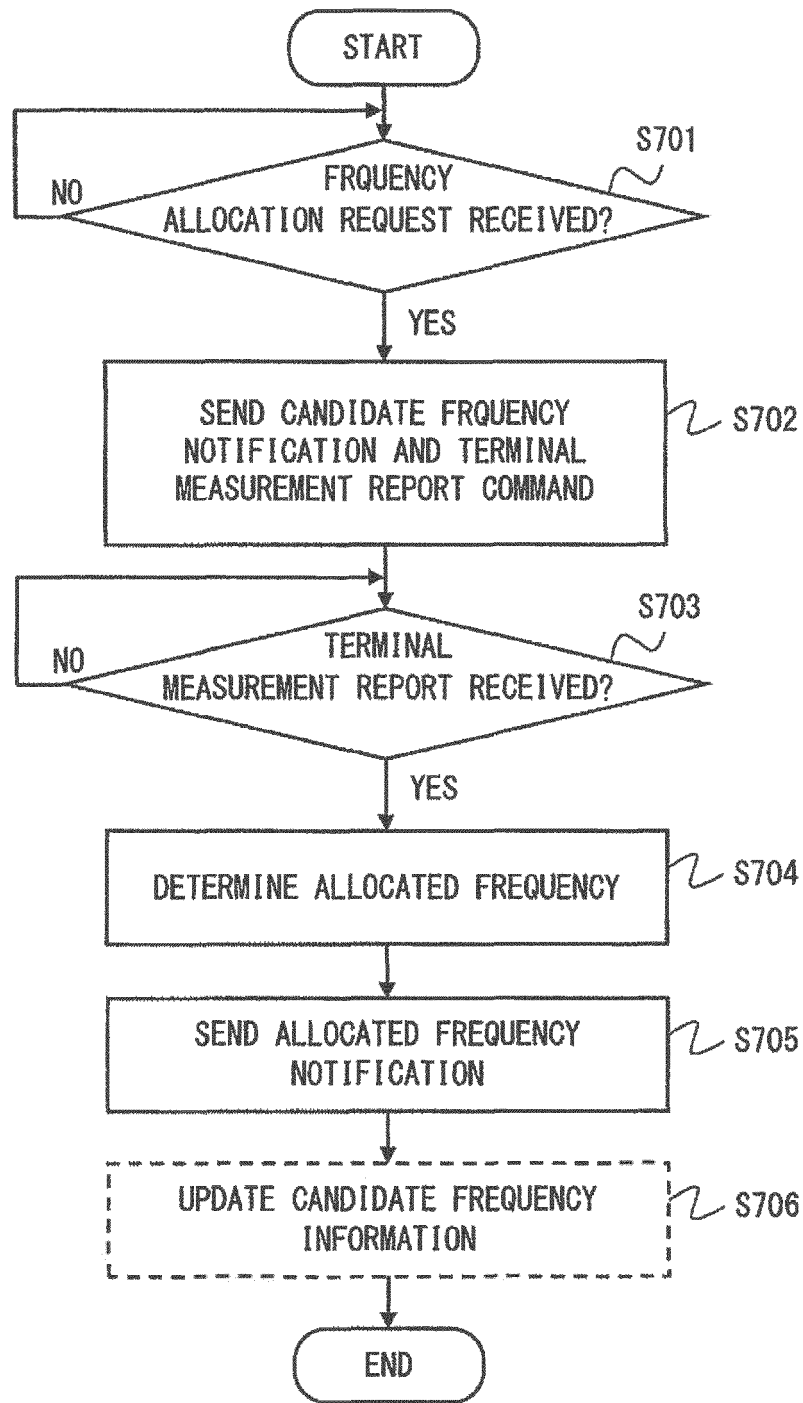 START
S701
NO
FRQUENCY
ALLOCATION REQUEST RECEIVED?
YES
SEND CANDIDATE FRQUENCY
NOTIFICATION AND TERMINAL
MEASUREMENT REPORT COMMAND
S702
S703
NO
TERMINAL
MEASUREMENT REPORT RECEIVED?
YES
DETERMINE ALLOCATED FREQUENCY
S704
SEND ALLOCATED FREQUENCY
NOTIFICATION
S705
UPDATE CANDIDATE FREQUENCY
INFORMATION
S706
END